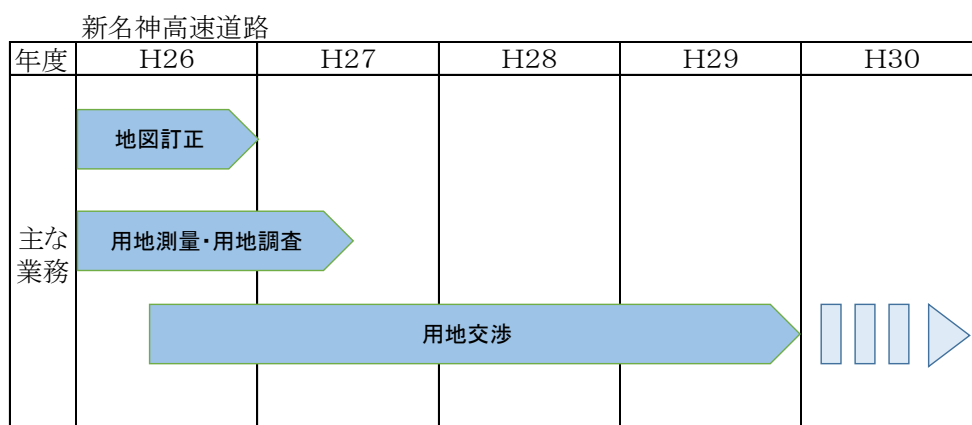 新名神高速道路
年度 H26 H27 H28 H29 H30
地図訂正
主な
業務
用地測量・用地調査
用地交渉